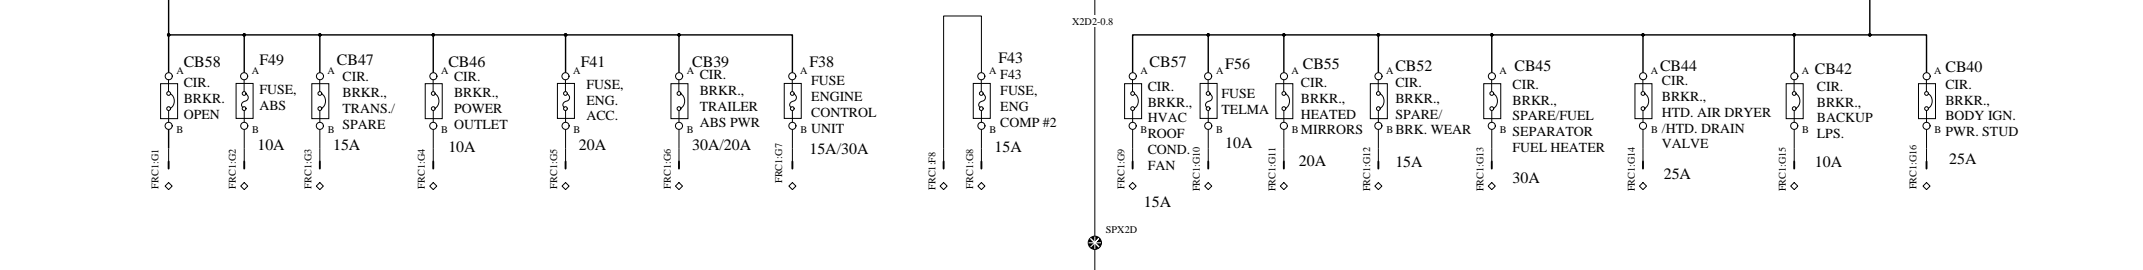 X2D2-0.8
CB58
A
CIR.
BRKR.
OPEN
B
FRC1:G1
F49
A
FUSE,
ABS
B
10A
FRC1:G2
CB47
A
CIR.
BRKR.,
TRANS./
SPARE
B
15A
FRC1:G3
CB46
A
CIR.
BRKR.,
POWER
OUTLET
B
10A
FRC1:G4
F41
A
FUSE,
ENG.
ACC.
B
20A
FRC1:G5
CB39
A
CIR.
BRKR.,
TRAILER
ABS PWR
B
30A/20A
FRC1:G6
F38
A
FUSE
ENGINE
CONTROL
UNIT
B
15A/30A
FRC1:G7
FRC1:F8
F43
A
F43
FUSE,
ENG
COMP #2
B
15A
FRC1:G8
CB57
A
CIR.
BRKR.,
HVAC
ROOF
COND.
FAN
B
15A
FRC1:G9
F56
A
FUSE
TELMA
B
10A
FRC1:G10
CB55
A
CIR.
BRKR.,
HEATED
MIRRORS
B
20A
FRC1:G11
CB52
A
CIR.
BRKR.,
SPARE/
BRK. WEAR
B
15A
FRC1:G12
CB45
A
CIR.
BRKR.,
SPARE/FUEL
SEPARATOR
FUEL HEATER
B
30A
FRC1:G13
CB44
A
CIR.
BRKR.,
HTD. AIR DRYER
/HTD. DRAIN
VALVE
B
25A
FRC1:G14
CB42
A
CIR.
BRKR.,
BACKUP
LPS.
B
10A
FRC1:G15
CB40
A
CIR.
BRKR.,
BODY IGN.
PWR. STUD
B
25A
FRC1:G16
SPX2D